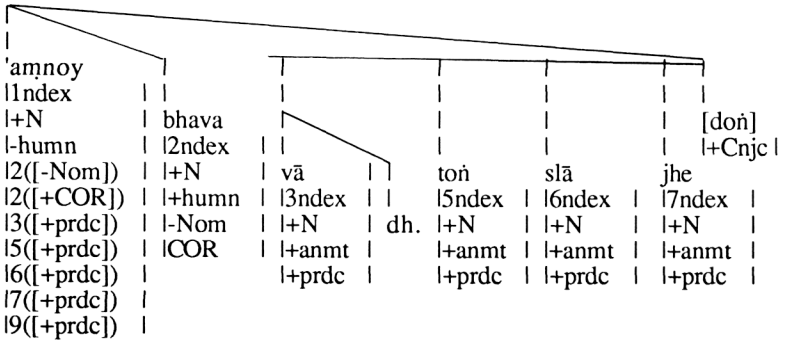 'aṃnoy
|1ndex |
|+N |
|-humn |
|2([-Nom]) |
|2([+COR]) |
|3([+prdc]) |
|5([+prdc]) |
|6([+prdc]) |
|7([+prdc]) |
|9([+prdc]) |
bhava
|2ndex |
|+N |
|+humn |
|-Nom |
|COR |
vā
|3ndex |
|+N |
|+anmt |
|+prdc |
dh.
toṅ
|5ndex |
|+N |
|+anmt |
|+prdc |
slā
|6ndex |
|+N |
|+anmt |
|+prdc |
jhe
|7ndex |
|+N |
|+anmt |
|+prdc |
[doṅ]
|+Cnjc |